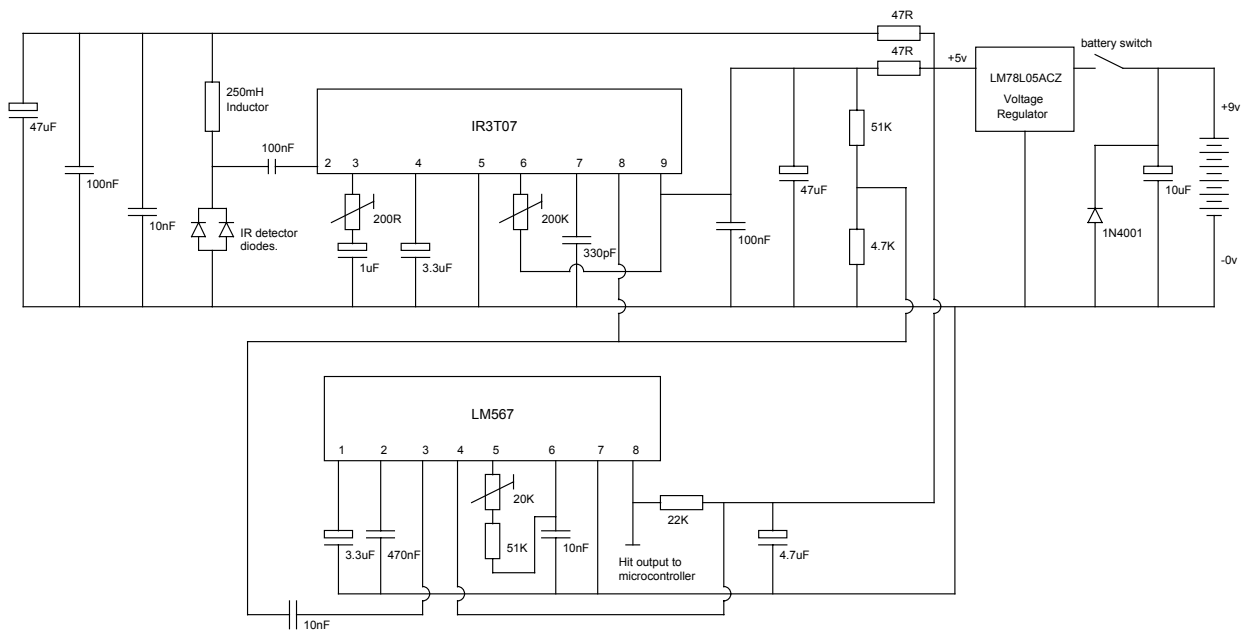 47R
47R
+5v
battery switch
LM78L05ACZ
Voltage
Regulator
+9v
-0v
10uF
1N4001
47uF
100nF
10nF
250mH
Inductor
100nF
IR detector
diodes.
IR3T07
2 3 4 5 6 7 8 9
200R
1uF
3.3uF
200K
330pF
100nF
47uF
51K
4.7K
LM567
1 2 3 4 5 6 7 8
3.3uF
470nF
20K
51K
10nF
22K
Hit output to
microcontroller
4.7uF
10nF